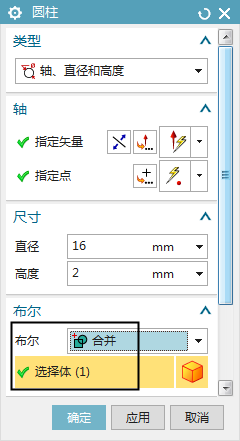 圆柱
类型
轴、直径和高度
轴
指定矢量
指定点
尺寸
直径 16 mm
高度 2 mm
布尔
布尔 合并
选择体 (1)
确定 应用 取消